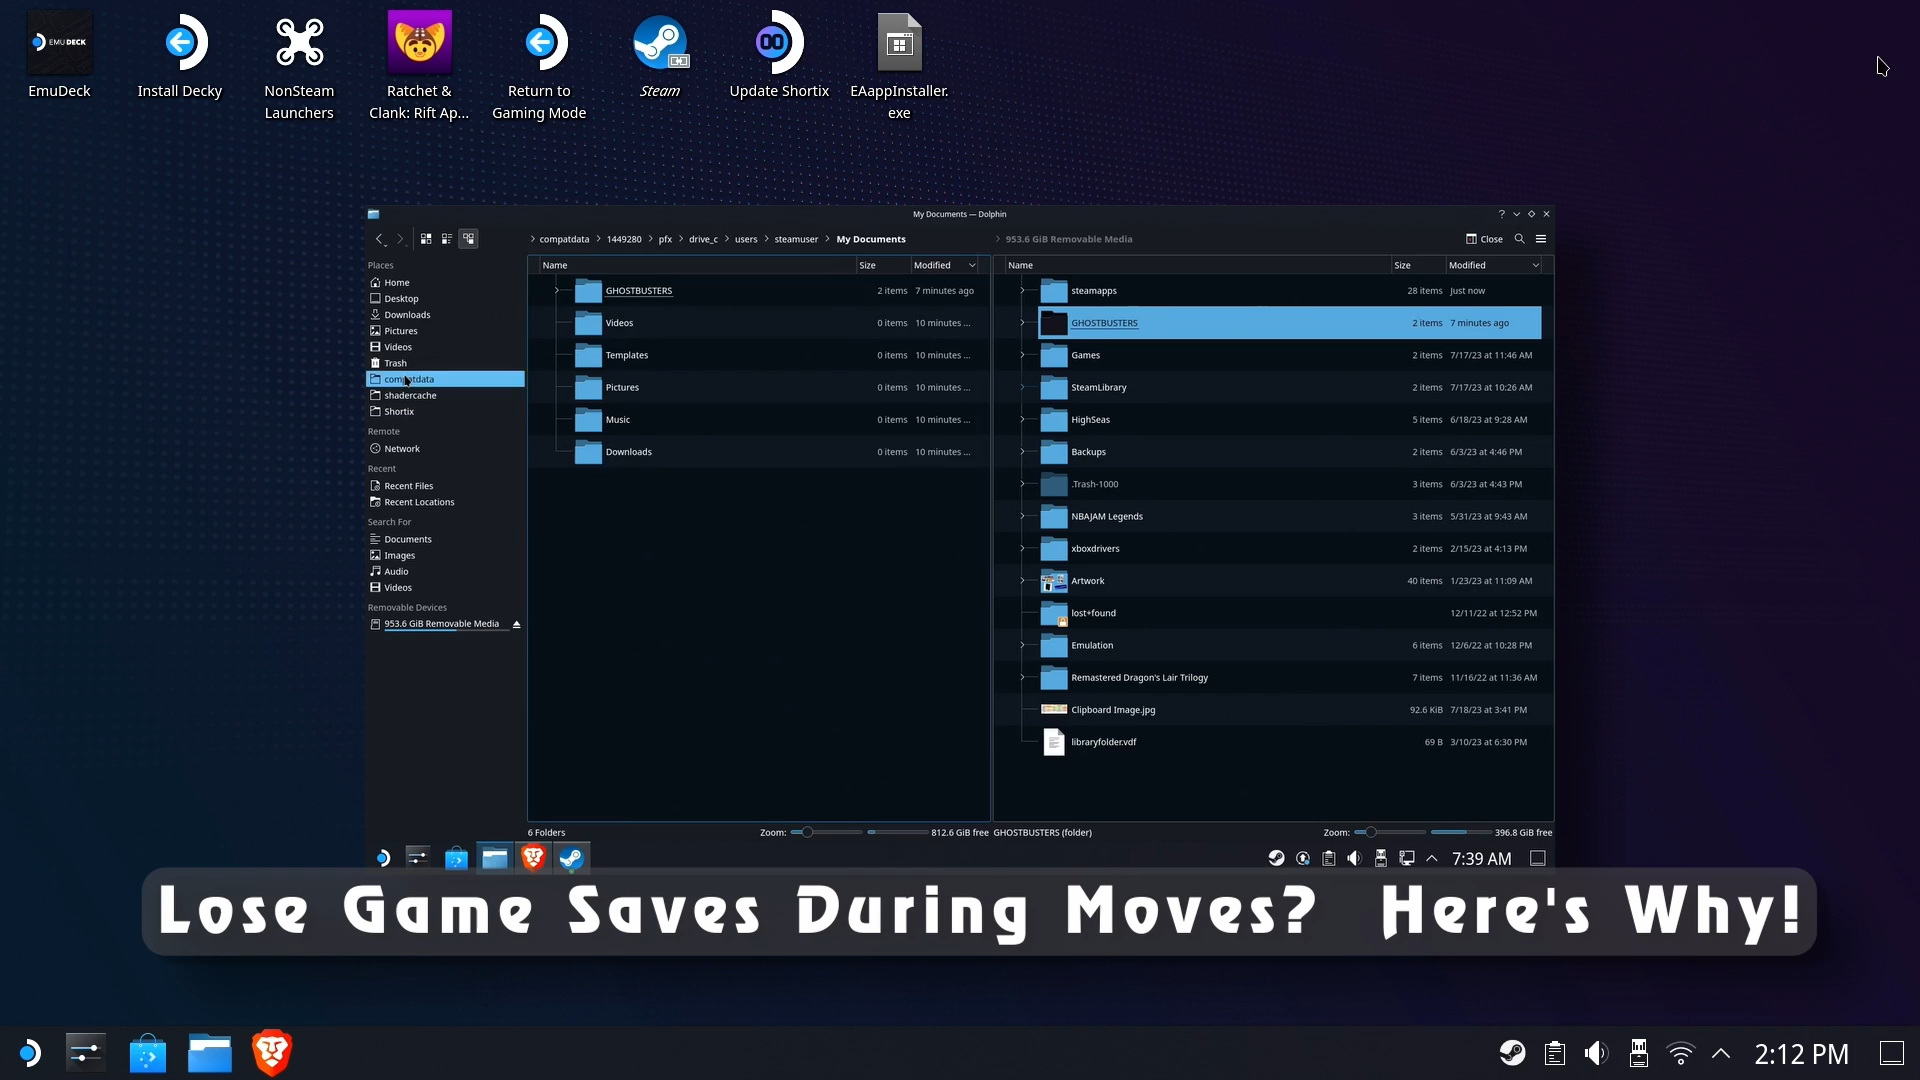 EMUDECK
EmuDeck
Install Decky
NonSteam
Launchers
Ratchet &
Clank: Rift Ap...
Return to
Gaming Mode
Steam
Update Shortix
EAappInstaller.
exe
My Documents — Dolphin
compatdata > 1449280 > pfx > drive_c > users > steamuser > My Documents
> 953.6 GiB Removable Media
Close
Places
Home
Desktop
Downloads
Pictures
Videos
Trash
compatdata
shadercache
Shortix
Remote
Network
Recent
Recent Files
Recent Locations
Search For
Documents
Images
Audio
Videos
Removable Devices
953.6 GiB Removable Media
Name Size Modified
GHOSTBUSTERS 2 items 7 minutes ago
Videos 0 items 10 minutes ...
Templates 0 items 10 minutes ...
Pictures 0 items 10 minutes ...
Music 0 items 10 minutes ...
Downloads 0 items 10 minutes ...
Name Size Modified
steamapps 28 items Just now
GHOSTBUSTERS 2 items 7 minutes ago
Games 2 items 7/17/23 at 11:46 AM
SteamLibrary 2 items 7/17/23 at 10:26 AM
HighSeas 5 items 6/18/23 at 9:28 AM
Backups 2 items 6/3/23 at 4:46 PM
.Trash-1000 3 items 6/3/23 at 4:43 PM
NBAJAM Legends 3 items 5/31/23 at 9:43 AM
xboxdrivers 2 items 2/15/23 at 4:13 PM
Artwork 40 items 1/23/23 at 11:09 AM
lost+found 12/11/22 at 12:52 PM
Emulation 6 items 12/6/22 at 10:28 PM
Remastered Dragon's Lair Trilogy 7 items 11/16/22 at 11:36 AM
Clipboard Image.jpg 92.6 KiB 7/18/23 at 3:41 PM
libraryfolder.vdf 69 B 3/10/23 at 6:30 PM
6 Folders Zoom: 812.6 GiB free
GHOSTBUSTERS (folder) Zoom: 396.8 GiB free
7:39 AM
Lose Game Saves During Moves? Here's Why!
2:12 PM